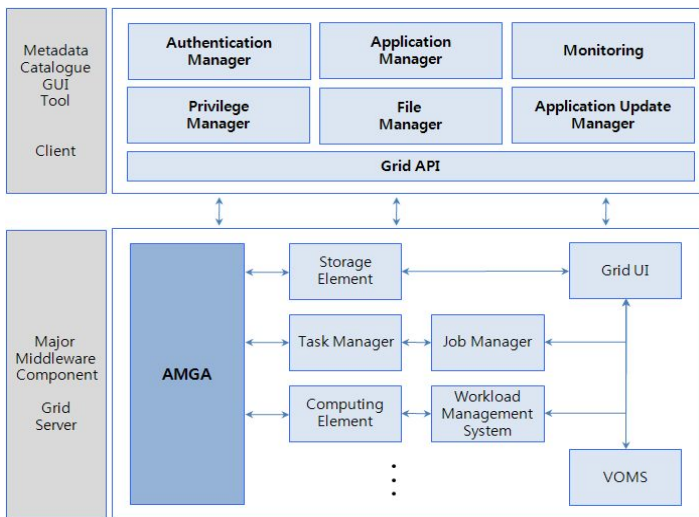 Metadata
Catalogue
GUI
Tool
Client
Authentication
Manager
Application
Manager
Monitoring
Privilege
Manager
File
Manager
Application Update
Manager
Grid API
Major
Middleware
Component
Grid
Server
AMGA
Storage
Element
Grid UI
Task Manager
Job Manager
Computing
Element
Workload
Management
System
VOMS